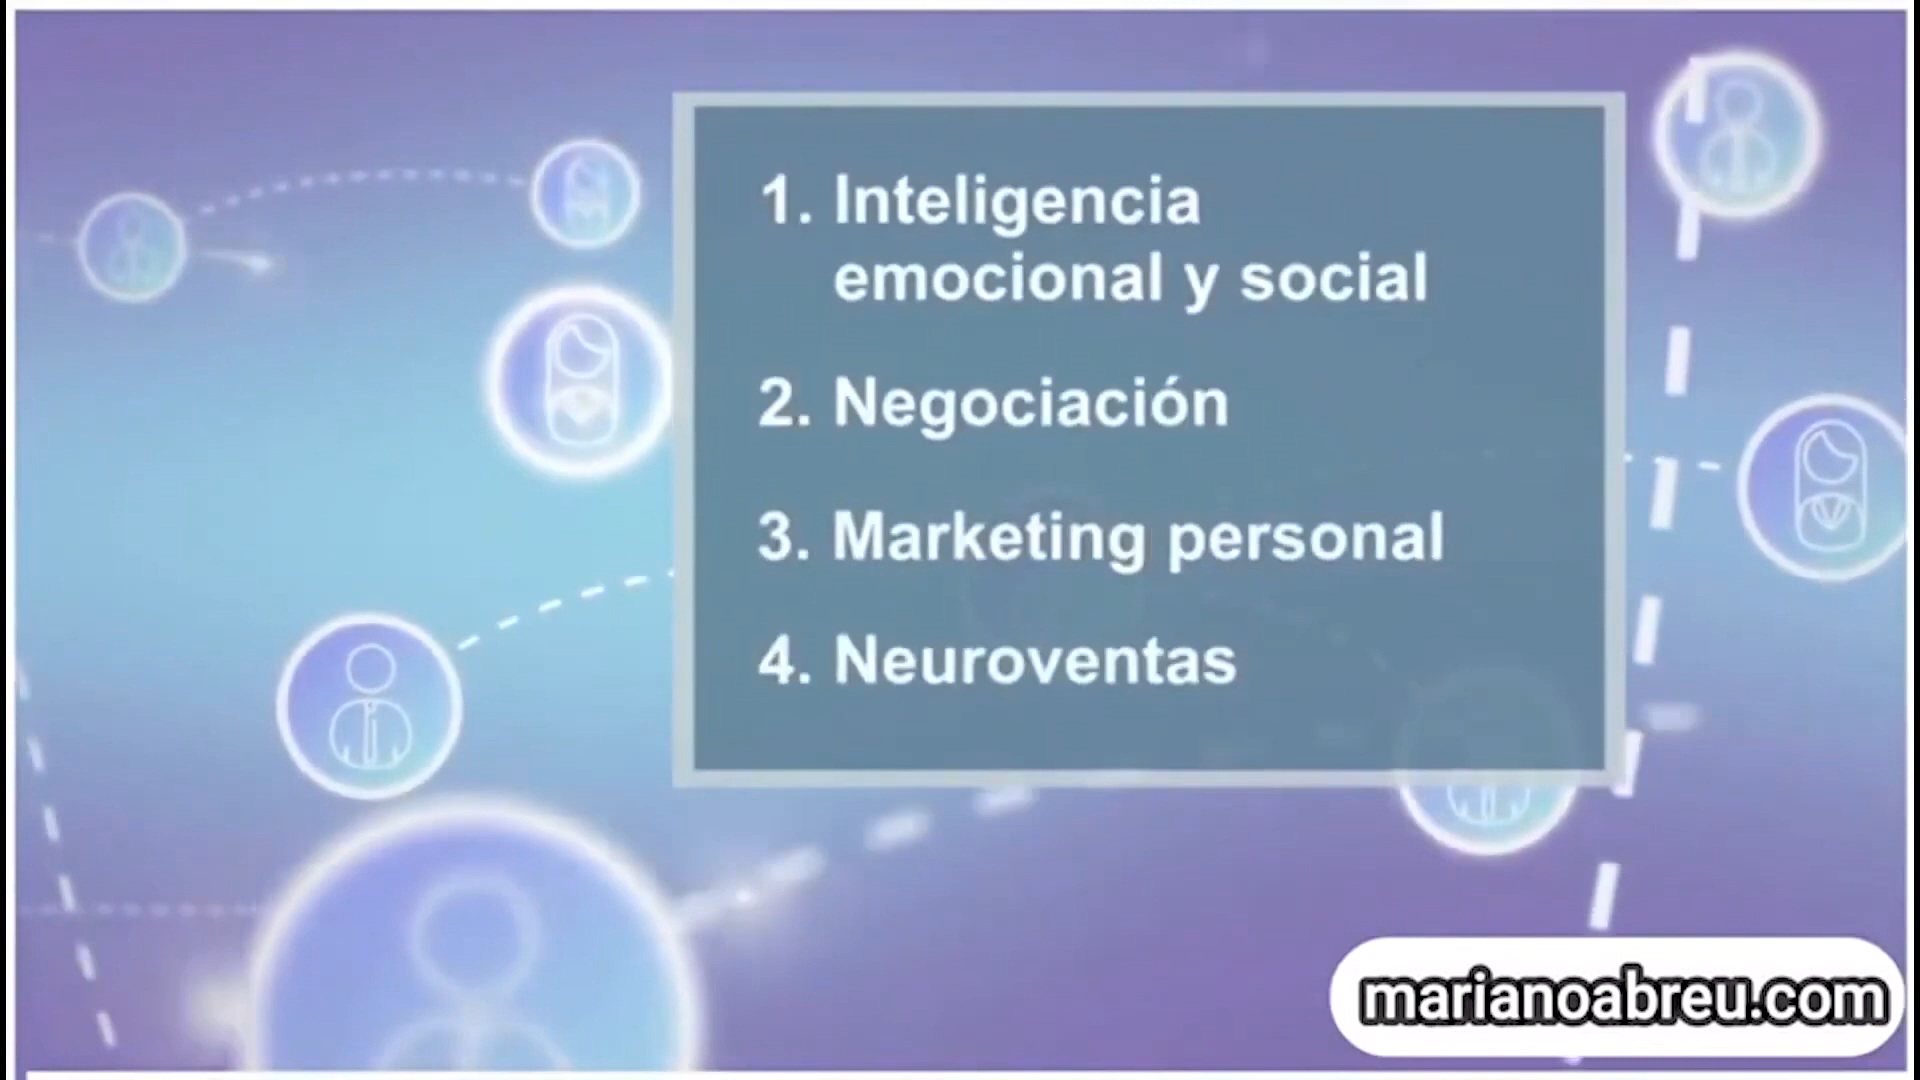 1. Inteligencia
emocional y social
2. Negociación
3. Marketing personal
4. Neuroventas
marianoabreu.com